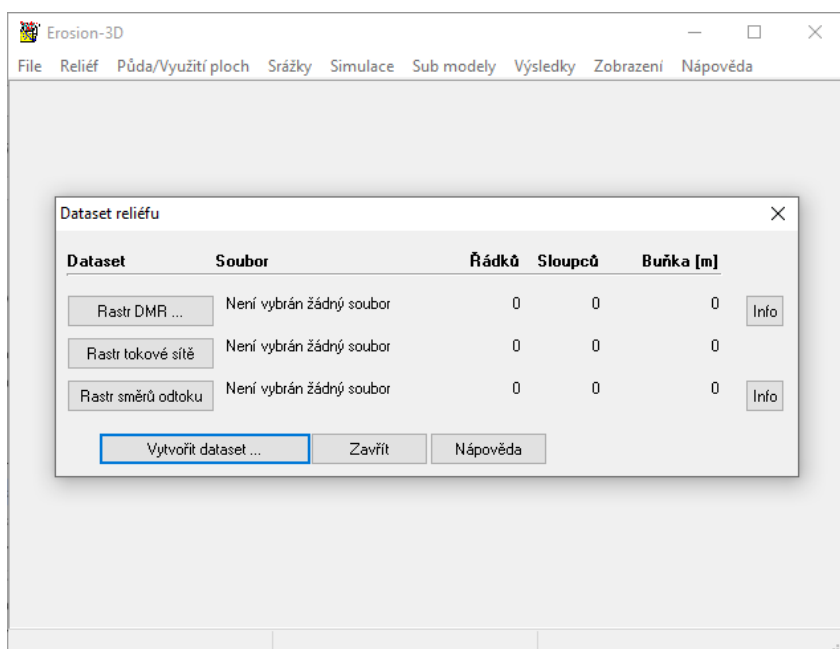 Erosion-3D
File Reliéf Půda/Využití ploch Srážky Simulace Sub modely Výsledky Zobrazení Nápověda
Dataset reliéfu
Dataset Soubor Řádků Sloupců Buňka [m]
Rastr DMR ... Není vybrán žádný soubor 0 0 0 Info
Rastr tokové sítě Není vybrán žádný soubor 0 0 0
Rastr směrů odtoku Není vybrán žádný soubor 0 0 0 Info
Vytvořit dataset ... Zavřít Nápověda